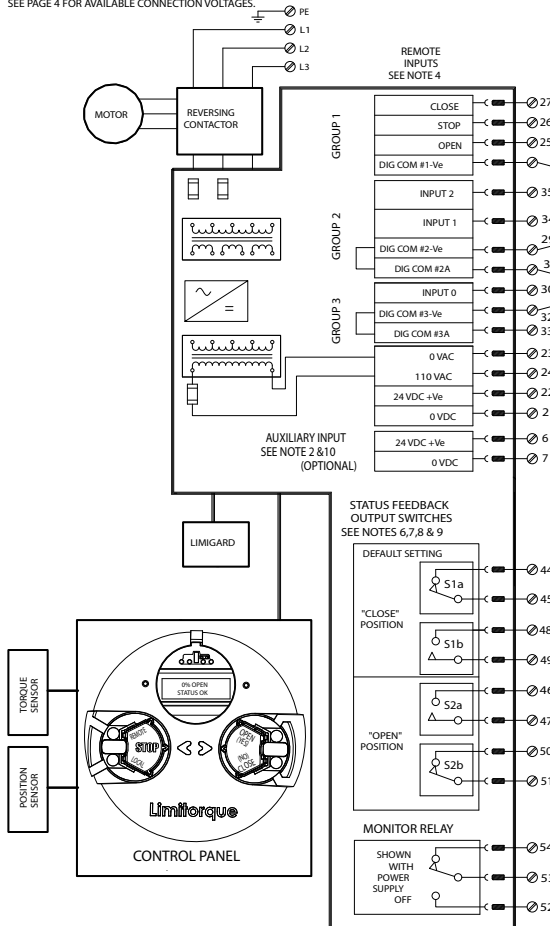 SEE PAGE 4 FOR AVAILABLE CONNECTION VOLTAGES.
PE
L1
L2
L3
MOTOR
REVERSING
CONTACTOR
REMOTE
INPUTS
SEE NOTE 4
GROUP 1
CLOSE
27
STOP
26
OPEN
25
DIG COM #1-Ve
GROUP 2
INPUT 2
35
INPUT 1
34
29
DIG COM #2-Ve
DIG COM #2A
3
GROUP 3
INPUT 0
30
DIG COM #3-Ve
32
DIG COM #3A
33
0 VAC
23
110 VAC
24
24 VDC +Ve
22
0 VDC
2
AUXILIARY INPUT
SEE NOTE 2 &10
(OPTIONAL)
24 VDC +Ve
6
0 VDC
7
LIMIGARD
STATUS FEEDBACK
OUTPUT SWITCHES
SEE NOTES 6,7,8 & 9
DEFAULT SETTING
"CLOSE"
POSITION
S1a
44
45
S1b
48
49
"OPEN"
POSITION
S2a
46
47
S2b
50
51
TORQUE
SENSOR
POSITION
SENSOR
0% OPEN
STATUS OK
REMOTE
STOP
LOCAL
OPEN
(YES)
(NO)
CLOSE
Limitorque
CONTROL PANEL
MONITOR RELAY
SHOWN
WITH
POWER
SUPPLY
OFF
54
53
52